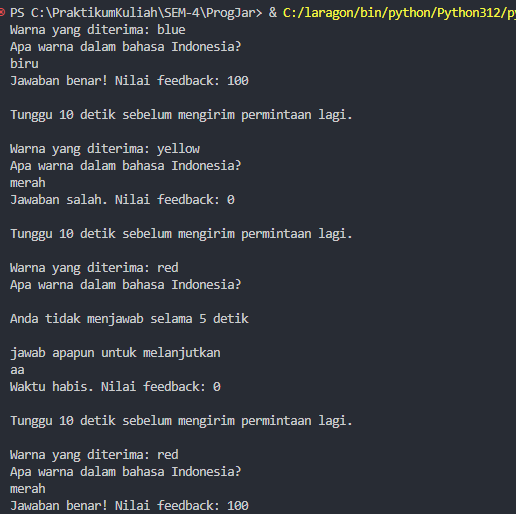 PS C:\PraktikumKuliah\SEM-4\ProgJar> & C:/laragon/bin/python/Python312/py
Warna yang diterima: blue
Apa warna dalam bahasa Indonesia?
biru
Jawaban benar! Nilai feedback: 100
Tunggu 10 detik sebelum mengirim permintaan lagi.
Warna yang diterima: yellow
Apa warna dalam bahasa Indonesia?
merah
Jawaban salah. Nilai feedback: 0
Tunggu 10 detik sebelum mengirim permintaan lagi.
Warna yang diterima: red
Apa warna dalam bahasa Indonesia?
Anda tidak menjawab selama 5 detik
jawab apapun untuk melanjutkan
aa
Waktu habis. Nilai feedback: 0
Tunggu 10 detik sebelum mengirim permintaan lagi.
Warna yang diterima: red
Apa warna dalam bahasa Indonesia?
merah
Jawaban benar! Nilai feedback: 100